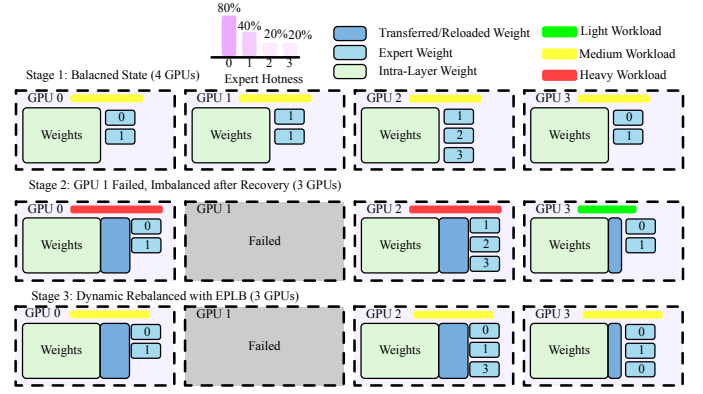 80%
40%
20% 20%
0 1 2 3
Expert Hotness
Transferred/Reloaded Weight
Expert Weight
Intra-Layer Weight
Light Workload
Medium Workload
Heavy Workload
Stage 1: Balacned State (4 GPUs)
GPU 0
Weights
0
1
GPU 1
Weights
1
1
GPU 2
Weights
1
2
3
GPU 3
Weights
0
1
Stage 2: GPU 1 Failed, Imbalanced after Recovery (3 GPUs)
GPU 0
Weights
0
1
GPU 1
Failed
GPU 2
Weights
1
2
3
GPU 3
Weights
0
1
Stage 3: Dynamic Rebalanced with EPLB (3 GPUs)
GPU 0
Weights
0
1
GPU 1
Failed
GPU 2
Weights
0
1
3
GPU 3
Weights
0
1
0